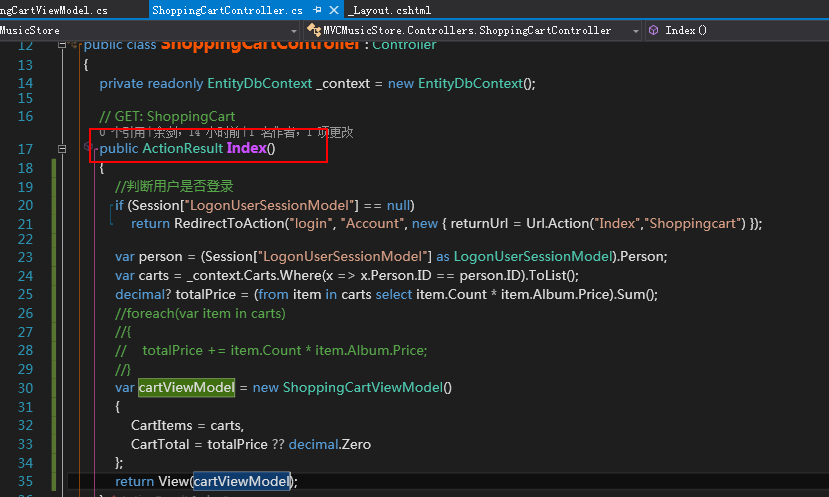 ngCartViewModel.cs ShoppingCartController.cs _Layout.cshtml
MusicStore MVCMusicStore.Controllers.ShoppingCartController Index()
12 public class ShoppingCartController : Controller
13 {
14 private readonly EntityDbContext _context = new EntityDbContext();
15
16 // GET: ShoppingCart
0 个引用|余剑，14 小时前|1 名作者，1 项更改
17 public ActionResult Index()
18 {
19 //判断用户是否登录
20 if (Session["LogonUserSessionModel"] == null)
21 return RedirectToAction("login", "Account", new { returnUrl = Url.Action("Index","Shoppingcart") });
22
23 var person = (Session["LogonUserSessionModel"] as LogonUserSessionModel).Person;
24 var carts = _context.Carts.Where(x => x.Person.ID == person.ID).ToList();
25 decimal? totalPrice = (from item in carts select item.Count * item.Album.Price).Sum();
26 //foreach(var item in carts)
27 //{
28 // totalPrice += item.Count * item.Album.Price;
29 //}
30 var cartViewModel = new ShoppingCartViewModel()
31 {
32 CartItems = carts,
33 CartTotal = totalPrice ?? decimal.Zero
34 };
35 return View(cartViewModel);